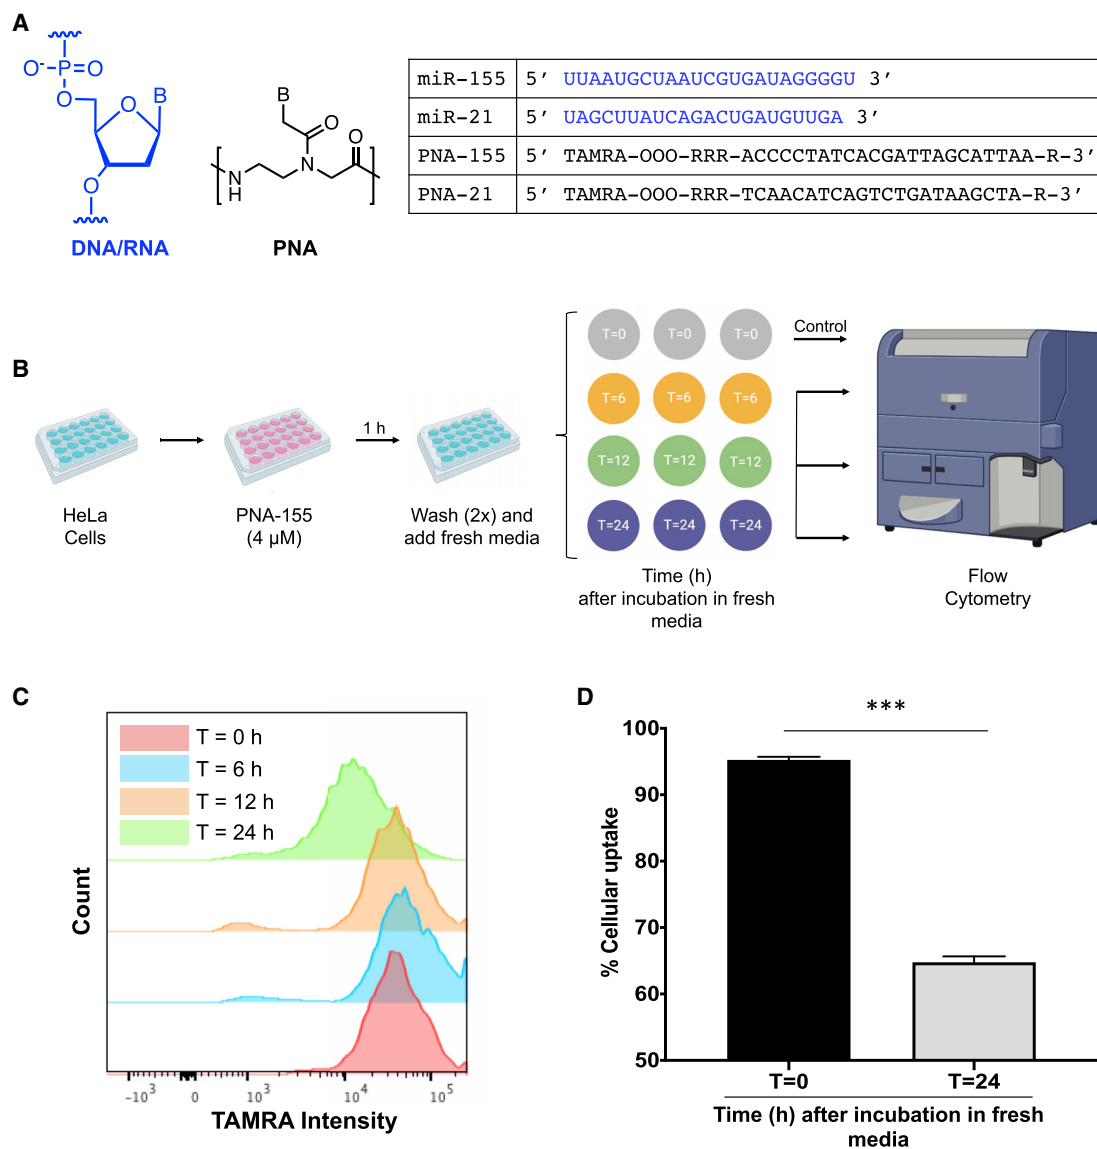 A
O⁻
P
O
O
O
B
O
DNA/RNA
B
O
O
N
N
H
PNA
miR-155 5′ UUAAUGCUAAUCGUGAUAGGGGU 3′
miR-21 5′ UAGCUUAUCAGACUGAUGUUGA 3′
PNA-155 5′ TAMRA-OOO-RRR-ACCCCTATCACGATTAGCATTAA-R-3′
PNA-21 5′ TAMRA-OOO-RRR-TCAACATCAGTCTGATAAGCTA-R-3′
B
HeLa
Cells
PNA-155
(4 µM)
1 h
Wash (2x) and
add fresh media
T=0 T=0 T=0
T=6 T=6 T=6
T=12 T=12 T=12
T=24 T=24 T=24
Time (h)
after incubation in fresh
media
Control
Flow
Cytometry
C
T = 0 h
T = 6 h
T = 12 h
T = 24 h
Count
-10³ 0 10³ 10⁴ 10⁵
TAMRA Intensity
D
***
100
90
80
70
60
50
% Cellular uptake
T=0 T=24
Time (h) after incubation in fresh
media